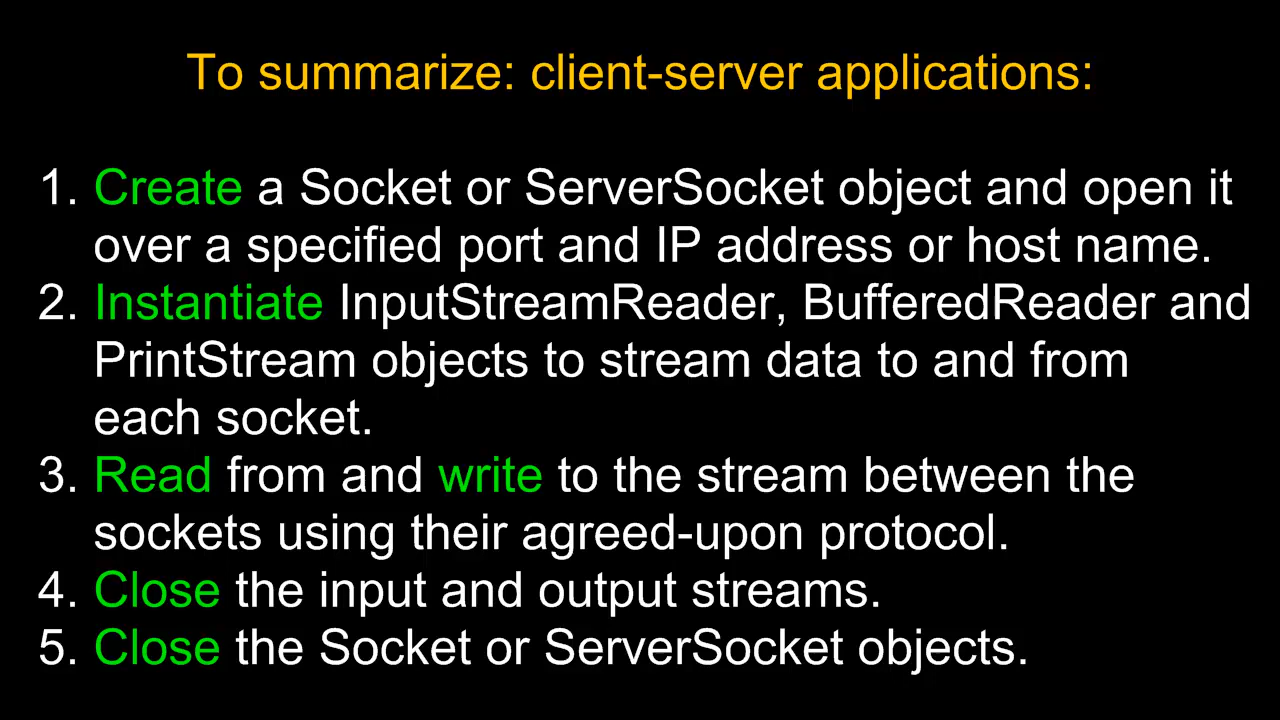 To summarize: client-server applications:
1. Create a Socket or ServerSocket object and open it
over a specified port and IP address or host name.
2. Instantiate InputStreamReader, BufferedReader and
PrintStream objects to stream data to and from
each socket.
3. Read from and write to the stream between the
sockets using their agreed-upon protocol.
4. Close the input and output streams.
5. Close the Socket or ServerSocket objects.